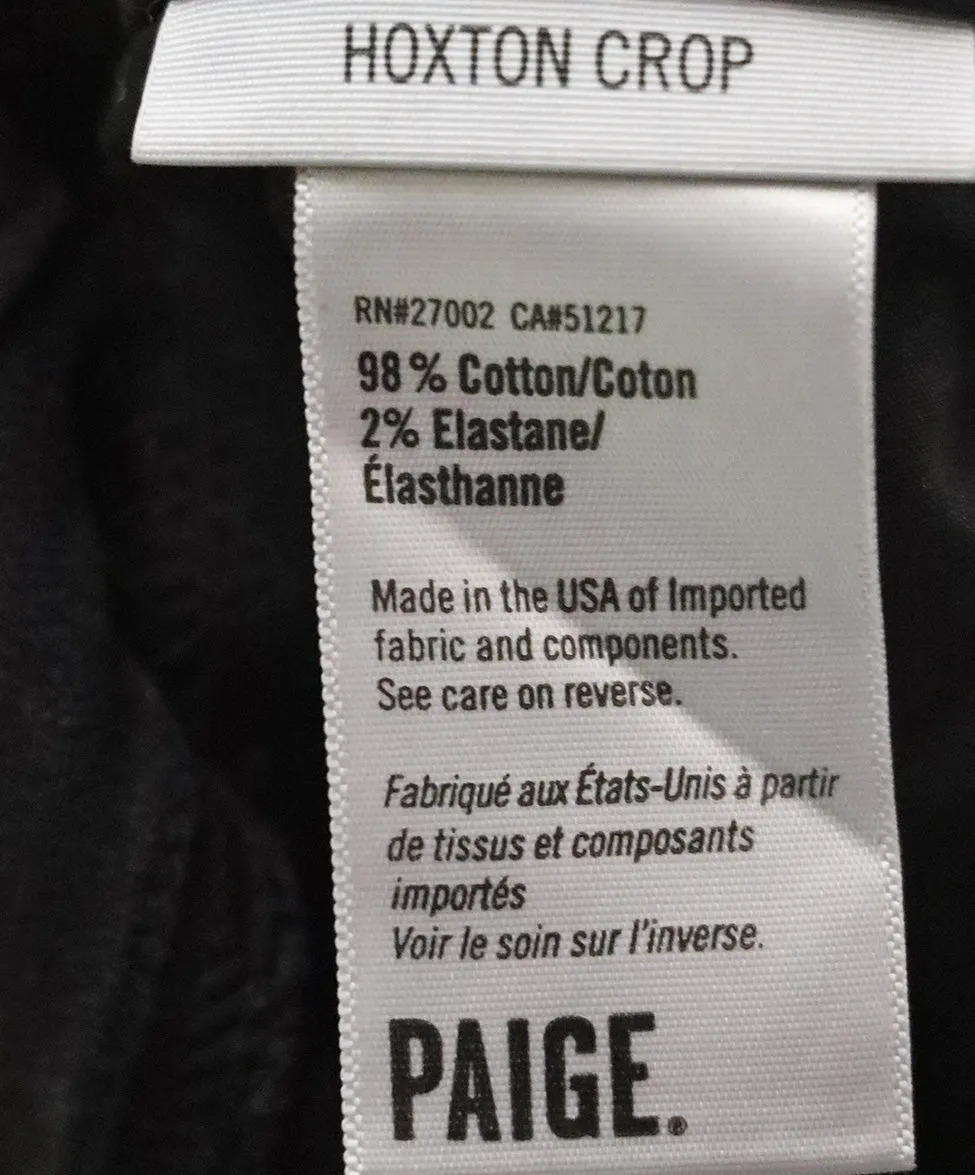 HOXTON CROP
RN#27002 CA#51217
98% Cotton/Coton
2% Elastane/
Élasthanne
Made in the USA of Imported
fabric and components.
See care on reverse.
Fabriqué aux États-Unis à partir
de tissus et composants
importés
Voir le soin sur l'inverse.
PAIGE.®